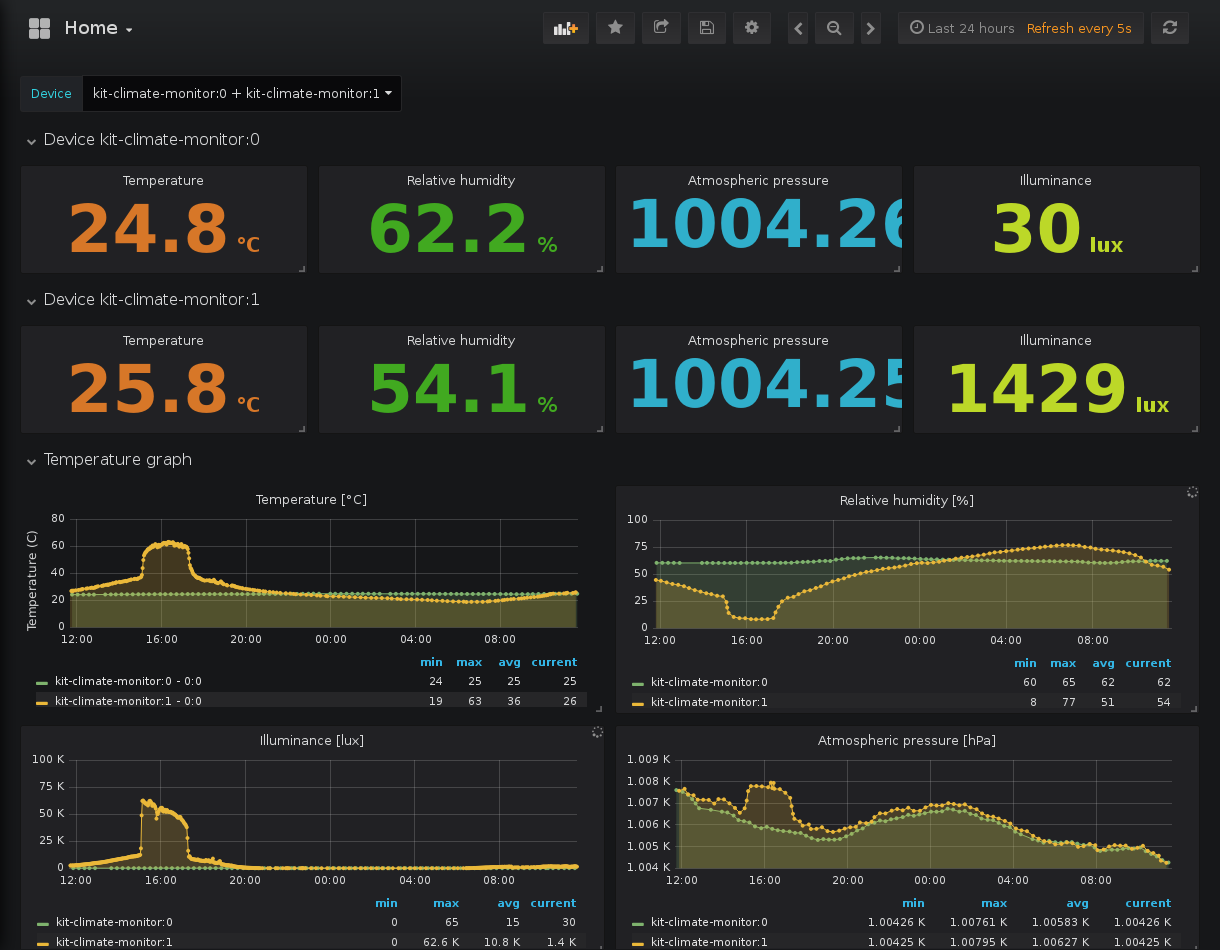 Home
Last 24 hours Refresh every 5s
Device kit-climate-monitor:0 + kit-climate-monitor:1
Device kit-climate-monitor:0
Temperature Relative humidity Atmospheric pressure Illuminance
24.8 °C 62.2 % 1004.26 30 lux
Device kit-climate-monitor:1
Temperature Relative humidity Atmospheric pressure Illuminance
25.8 °C 54.1 % 1004.25 1429 lux
Temperature graph
Temperature [°C]
Temperature (C)
80
60
40
20
0
12:00 16:00 20:00 00:00 04:00 08:00
min max avg current
kit-climate-monitor:0 - 0:0 24 25 25 25
kit-climate-monitor:1 - 0:0 19 63 36 26
Relative humidity [%]
100
75
50
25
0
12:00 16:00 20:00 00:00 04:00 08:00
min max avg current
kit-climate-monitor:0 60 65 62 62
kit-climate-monitor:1 8 77 51 54
Illuminance [lux]
100 K
75 K
50 K
25 K
0
12:00 16:00 20:00 00:00 04:00 08:00
min max avg current
kit-climate-monitor:0 0 65 15 30
kit-climate-monitor:1 0 62.6 K 10.8 K 1.4 K
Atmospheric pressure [hPa]
1.009 K
1.008 K
1.007 K
1.006 K
1.005 K
1.004 K
12:00 16:00 20:00 00:00 04:00 08:00
min max avg current
kit-climate-monitor:0 1.00426 K 1.00761 K 1.00583 K 1.00426 K
kit-climate-monitor:1 1.00425 K 1.00795 K 1.00627 K 1.00425 K